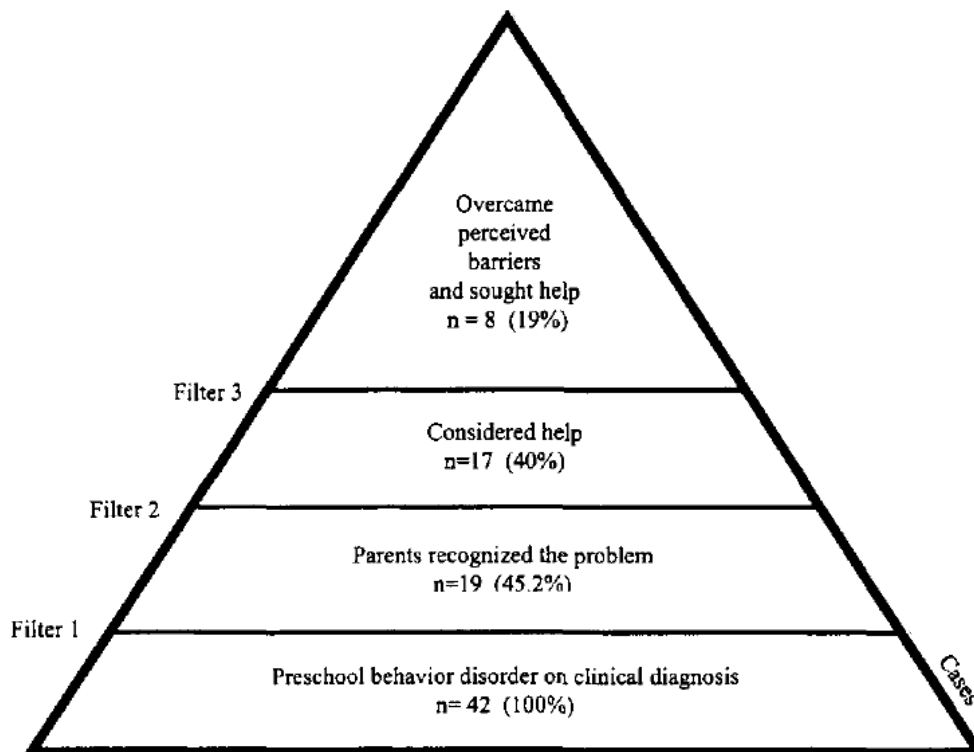 Overcame
perceived
barriers
and sought help
n = 8 (19%)
Filter 3
Considered help
n=17 (40%)
Filter 2
Parents recognized the problem
n=19 (45.2%)
Filter 1
Preschool behavior disorder on clinical diagnosis
n= 42 (100%)
Cases